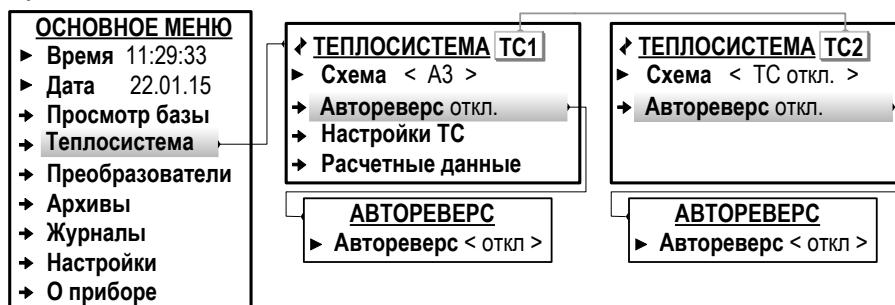 ОСНОВНОЕ МЕНЮ
Время 11:29:33
Дата 22.01.15
Просмотр базы
Теплосистема
Преобразователи
Архивы
Журналы
Настройки
О приборе
ТЕПЛОСИСТЕМА ТС1
Схема < А3 >
Автореверс откл.
Настройки ТС
Расчетные данные
АВТОРЕВЕРС
Автореверс < откл >
ТЕПЛОСИСТЕМА ТС2
Схема < ТС откл. >
Автореверс откл.
АВТОРЕВЕРС
Автореверс < откл >